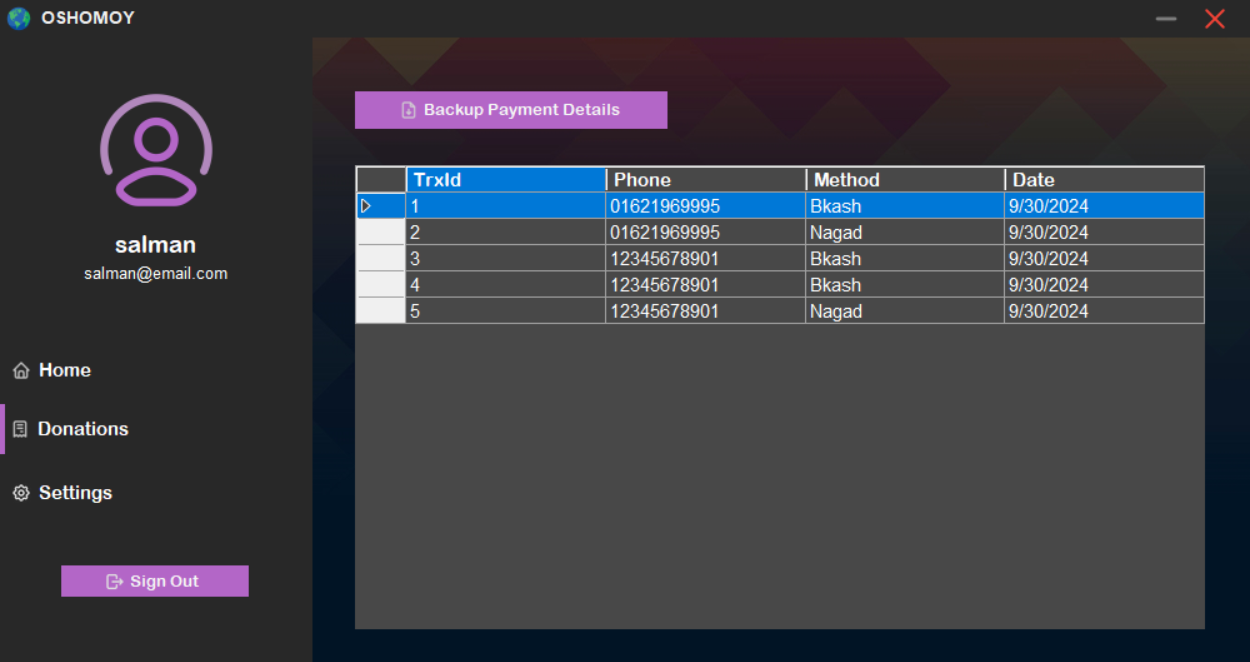 OSHOMOY
salman
salman@email.com
Home
Donations
Settings
Sign Out
Backup Payment Details
TrxId Phone Method Date
1 01621969995 Bkash 9/30/2024
2 01621969995 Nagad 9/30/2024
3 12345678901 Bkash 9/30/2024
4 12345678901 Bkash 9/30/2024
5 12345678901 Nagad 9/30/2024